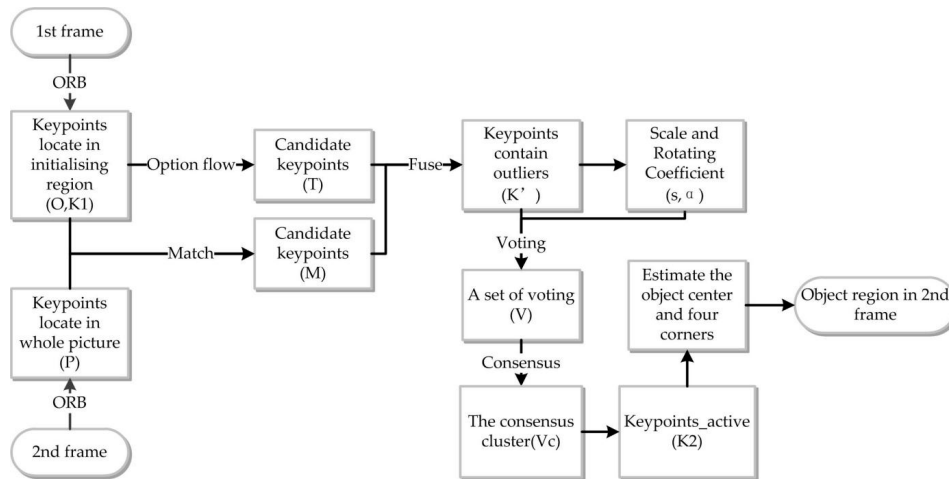 1st frame
ORB
Keypoints
locate in
initialising
region
(O,K1)
Option flow
Candidate
keypoints
(T)
Fuse
Keypoints
contain
outliers
(K’ )
Scale and
Rotating
Coefficient
(s, α )
Match
Candidate
keypoints
(M)
Keypoints
locate in
whole picture
(P)
ORB
2nd frame
Voting
A set of voting
(V)
Consensus
The consensus
cluster(Vc)
Keypoints_active
(K2)
Estimate the
object center
and four
corners
Object region in 2nd
frame